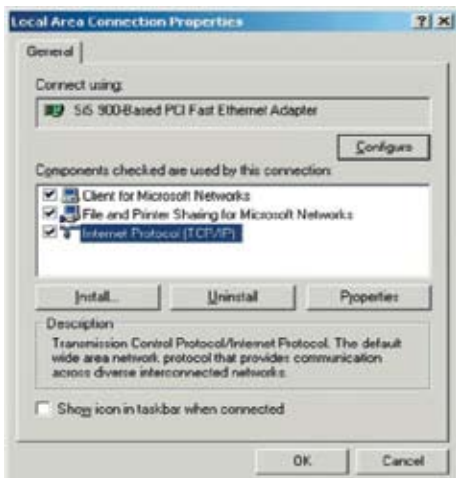 Local Area Connection Properties
General
Connect using:
SiS 900-Based PCI Fast Ethernet Adapter
Configure
Components checked are used by this connection:
Client for Microsoft Networks
File and Printer Sharing for Microsoft Networks
Internet Protocol (TCP/IP)
Install...
Uninstall
Properties
Description
Transmission Control Protocol/Internet Protocol. The default
wide area network protocol that provides communication
across diverse interconnected networks.
Show icon in taskbar when connected
OK
Cancel